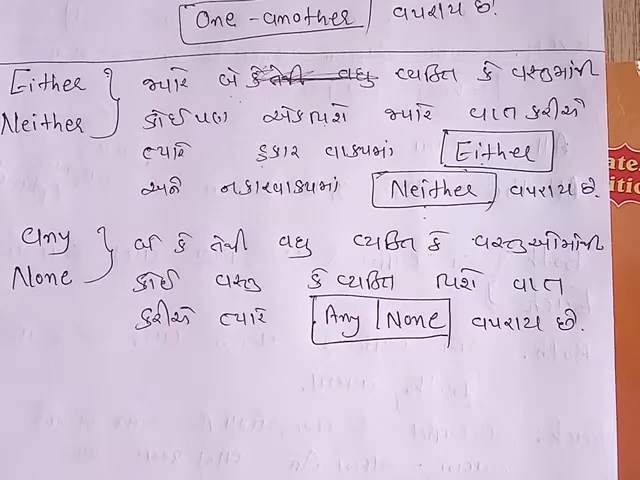 One-another વપરાય છે.
Either જ્યારે બે કે તેથી વધુ વ્યક્તિ કે વસ્તુમાંથી
Neither કોઈપણ એક વિશે જ્યારે વાત કરીએ
ત્યારે હકાર વાક્યમાં Either
અને નકારવાક્યમાં Neither વપરાય છે.
Any બે કે તેથી વધુ વ્યક્તિ કે વસ્તુઓમાંથી
None કોઈ વસ્તુ કે વ્યક્તિ વિશે વાત
કરીએ ત્યારે Any None વપરાય છે.